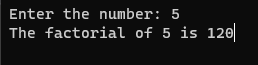 Enter the number: 5
The factorial of 5 is 120